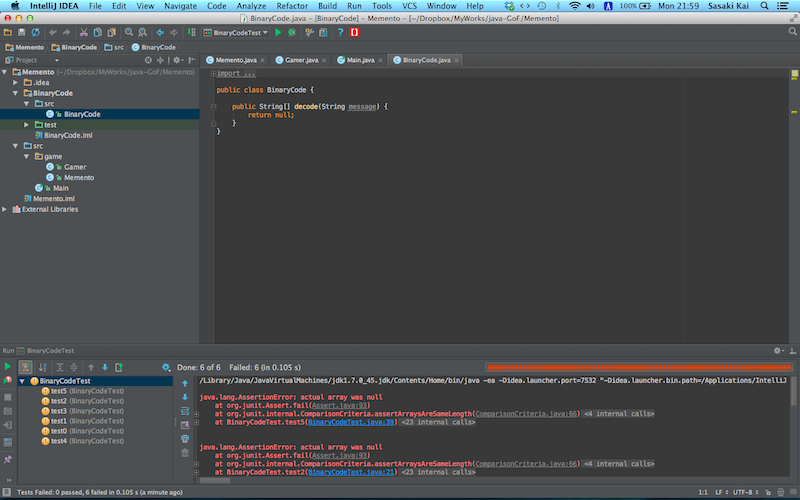 IntelliJ IDEA File Edit View Navigate Code Analyze Refactor Build Run Tools VCS Window Help 100% Mon 21:59 Sasaki Kai
BinaryCode.java - [BinaryCode] - Memento - [~/Dropbox/MyWorks/java-GoF/Memento]
BinaryCodeTest
Memento BinaryCode src BinaryCode
Project
Memento.java Gamer.java Main.java BinaryCode.java
Memento (~/Dropbox/MyWorks/java-GoF/Memento)
.idea
BinaryCode
src
BinaryCode
test
BinaryCode.iml
src
game
Gamer
Memento
Main
Memento.iml
External Libraries
import ...
public class BinaryCode {
public String[] decode(String message) {
return null;
}
}
Run BinaryCodeTest
Done: 6 of 6 Failed: 6 (in 0.105 s)
BinaryCodeTest
test5 (BinaryCodeTest)
test2 (BinaryCodeTest)
test3 (BinaryCodeTest)
test1 (BinaryCodeTest)
test0 (BinaryCodeTest)
test4 (BinaryCodeTest)
/Library/Java/JavaVirtualMachines/jdk1.7.0_45.jdk/Contents/Home/bin/java -ea -Didea.launcher.port=7532 "-Didea.launcher.bin.path=/Applications/IntelliJ
java.lang.AssertionError: actual array was null
at org.junit.Assert.fail(Assert.java:93)
at org.junit.internal.ComparisonCriteria.assertArraysAreSameLength(ComparisonCriteria.java:66) <4 internal calls>
at BinaryCodeTest.test5(BinaryCodeTest.java:39) <23 internal calls>
java.lang.AssertionError: actual array was null
at org.junit.Assert.fail(Assert.java:93)
at org.junit.internal.ComparisonCriteria.assertArraysAreSameLength(ComparisonCriteria.java:66) <4 internal calls>
at BinaryCodeTest.test2(BinaryCodeTest.java:21) <23 internal calls>
Tests Failed: 0 passed, 6 failed in 0.105 s (a minute ago) 1:1 LF UTF-8